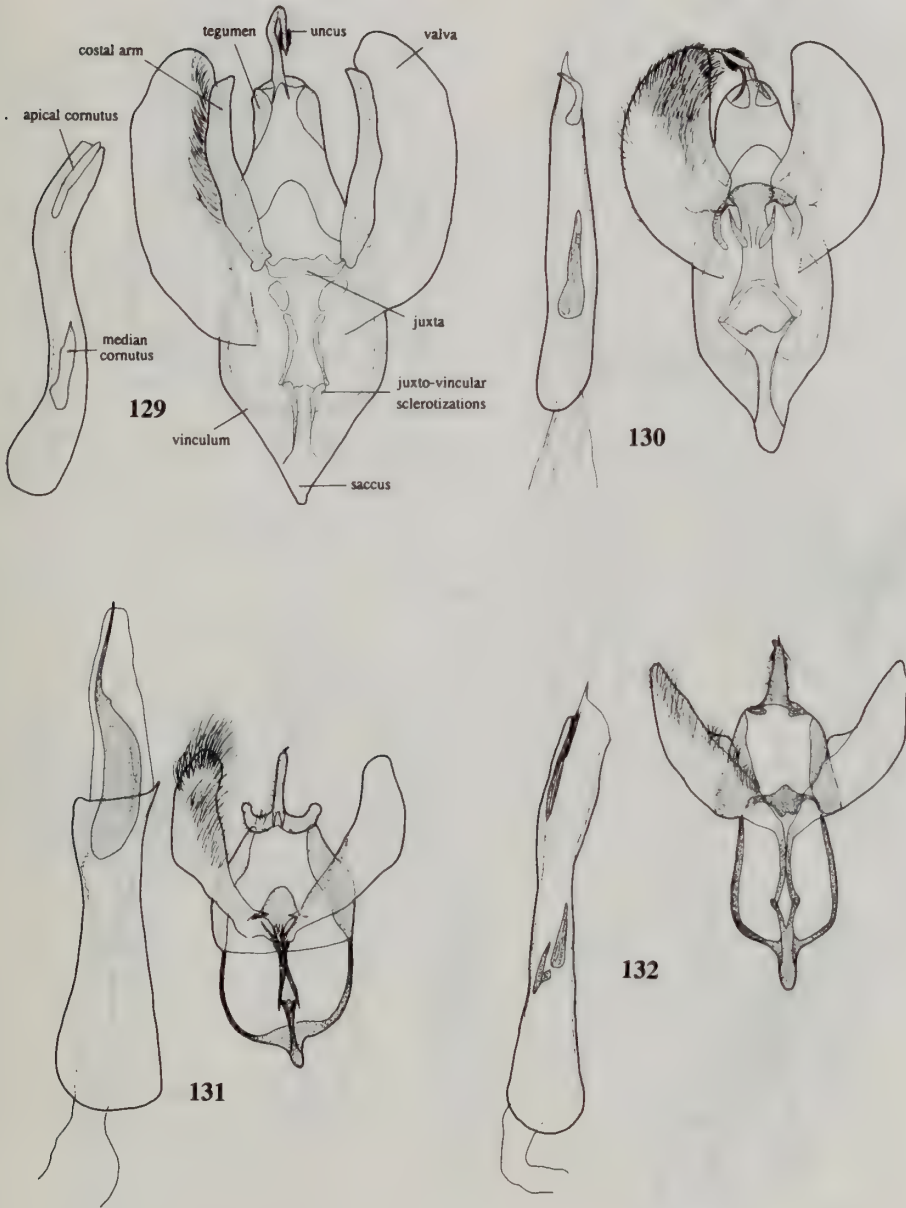 tegumen
uncus
costal arm
valva
apical cornutus
juxta
median
cornutus
juxto-vincular
sclerotizations
129
vinculum
130
saccus
132
131